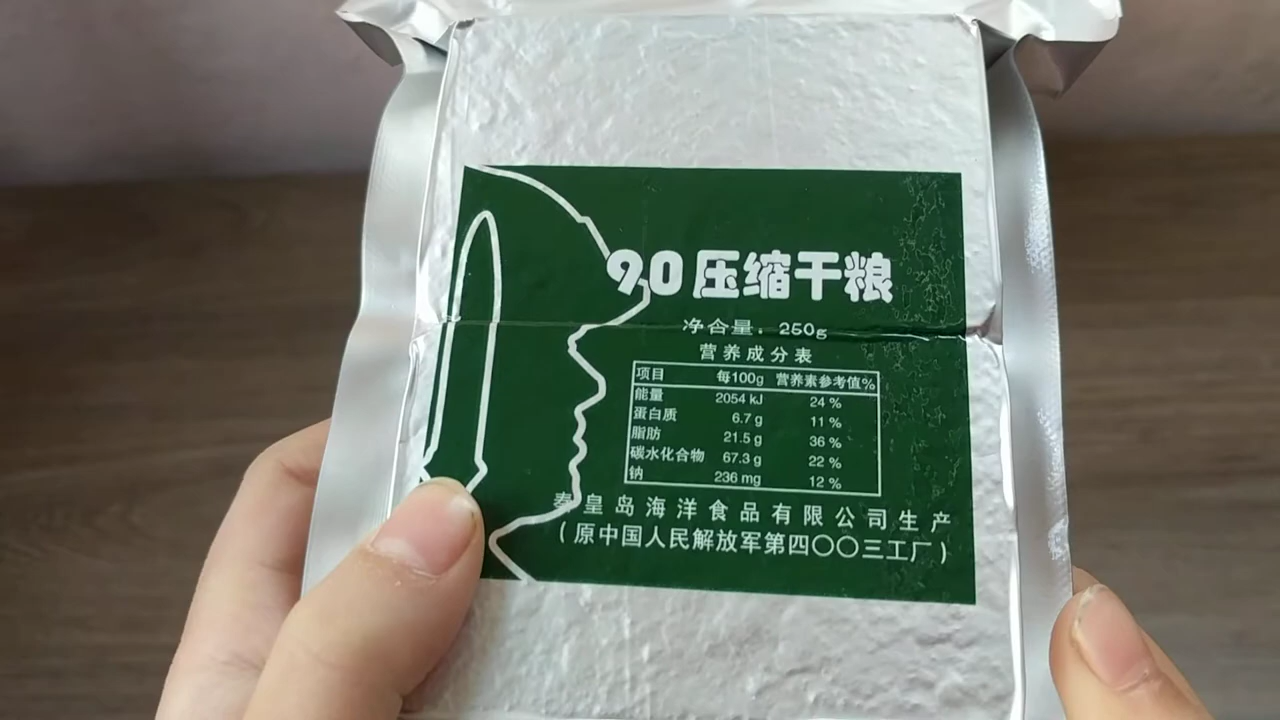 90压缩干粮
净含量：250g
营养成分表
项目 每100g 营养素参考值%
能量 2054 kJ 24 %
蛋白质 6.7 g 11 %
脂肪 21.5 g 36 %
碳水化合物 67.3 g 22 %
钠 236 mg 12 %
秦皇岛海洋食品有限公司生产
（原中国人民解放军第四〇〇三工厂）